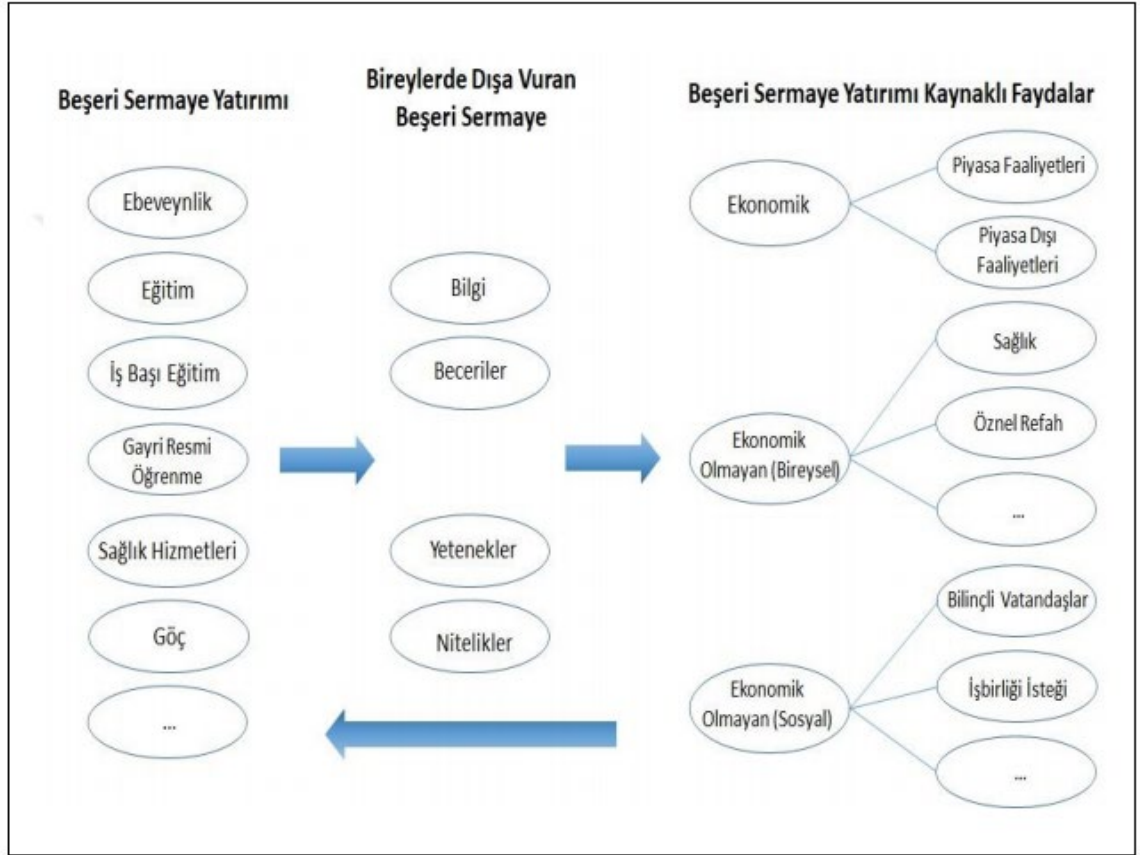 Beşeri Sermaye Yatırımı
Ebeveynlik
Eğitim
İş Başı Eğitim
Gayri Resmi
Öğrenme
Sağlık Hizmetleri
Göç
...
Bireylerde Dışa Vuran
Beşeri Sermaye
Bilgi
Beceriler
Yetenekler
Nitelikler
Beşeri Sermaye Yatırımı Kaynaklı Faydalar
Ekonomik
Piyasa Faaliyetleri
Piyasa Dışı
Faaliyetleri
Ekonomik
Olmayan (Bireysel)
Sağlık
Öznel Refah
...
Ekonomik
Olmayan (Sosyal)
Bilinçli Vatandaşlar
İşbirliği İsteği
...